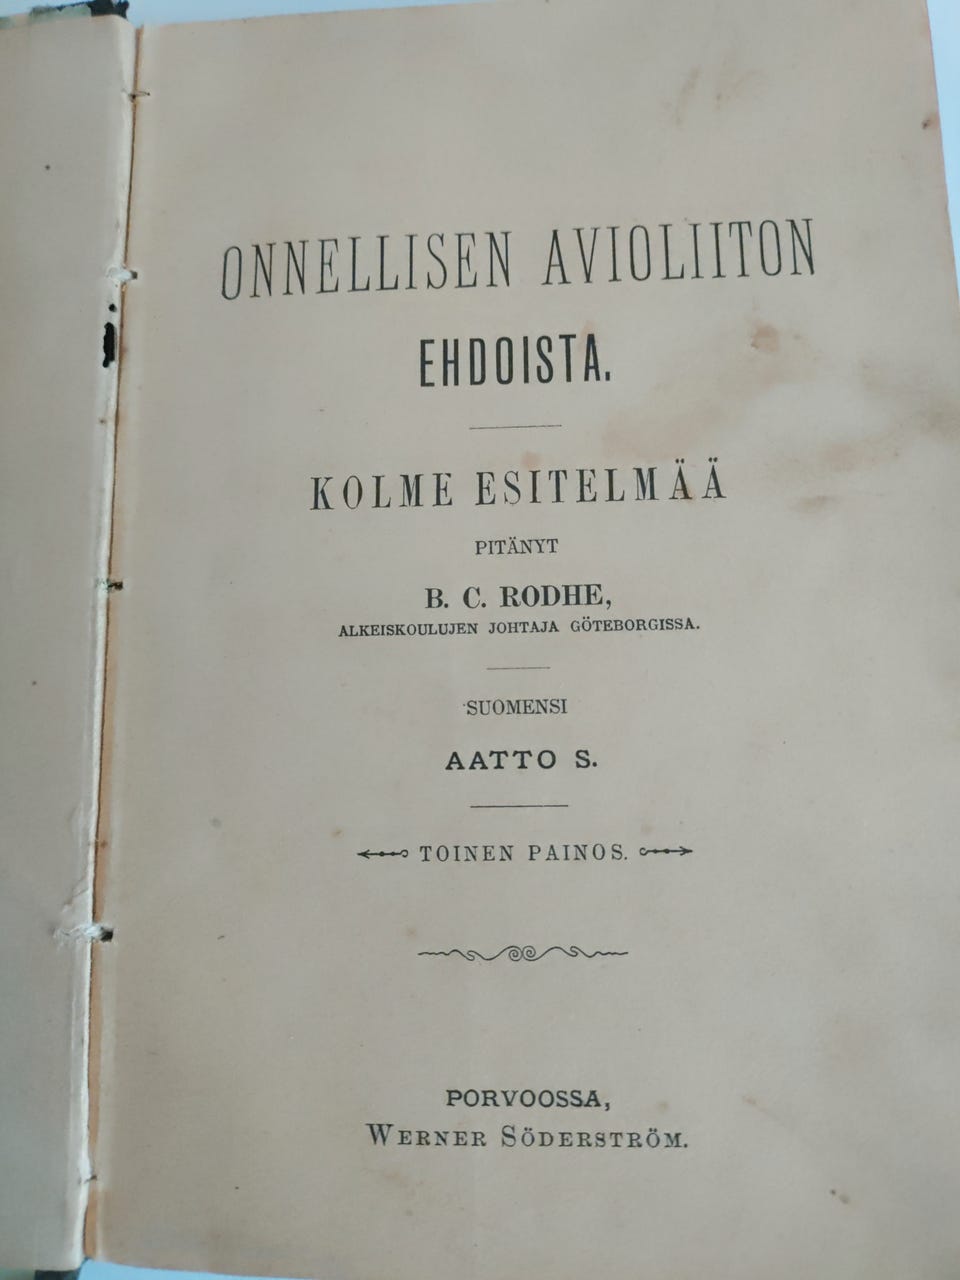 ONNELLISEN AVIOLIITON
EHDOISTA.
KOLME ESITELMÄÄ
PITÄNYT
B. C. RODHE,
ALKEISKOULUJEN JOHTAJA GÖTEBORGISSA.
SUOMENSI
AATTO S.
TOINEN PAINOS.
PORVOOSSA,
WERNER SÖDERSTRÖM.